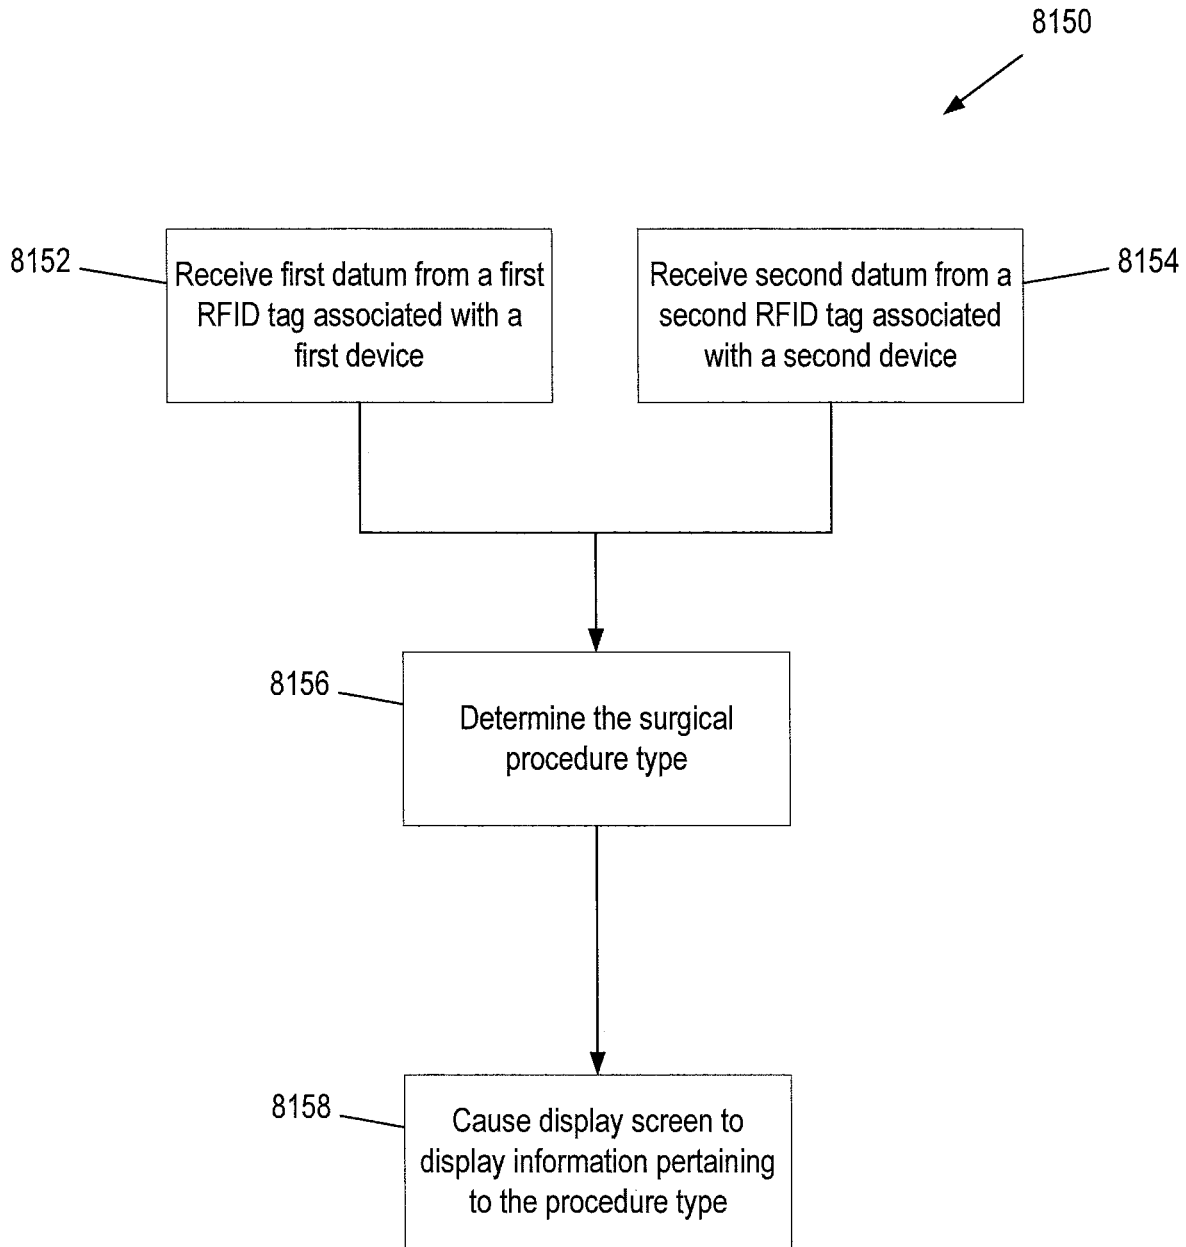 8150
8152
Receive first datum from a first
RFID tag associated with a
first device
Receive second datum from a
second RFID tag associated
with a second device
8154
8156
Determine the surgical
procedure type
8158
Cause display screen to
display information pertaining
to the procedure type